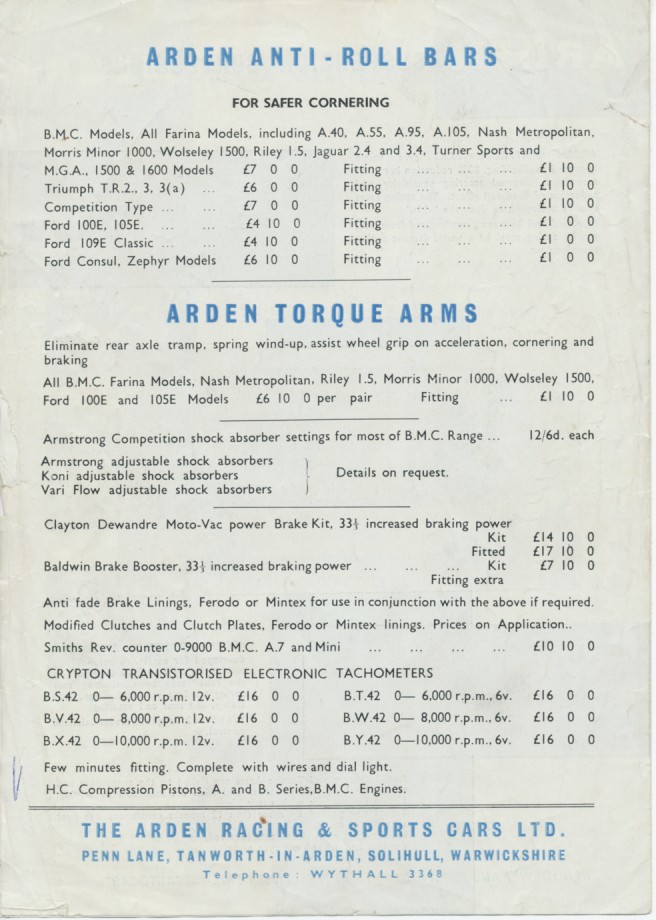 ARDEN ANTI-ROLL BARS
FOR SAFER CORNERING
B.M.C. Models, All Farina Models, including A.40, A.55, A.95, A.105, Nash Metropolitan,
Morris Minor 1000, Wolseley 1500, Riley 1.5, Jaguar 2.4 and 3.4, Turner Sports and
M.G.A., 1500 & 1600 Models £7 0 0 Fitting ... ... ... £1 10 0
Triumph T.R.2., 3, 3(a) ... £6 0 0 Fitting ... ... ... £1 10 0
Competition Type ... ... £7 0 0 Fitting ... ... ... £1 10 0
Ford 100E, 105E. ... ... £4 10 0 Fitting ... ... ... £1 0 0
Ford 109E Classic ... ... £4 10 0 Fitting ... ... ... £1 0 0
Ford Consul, Zephyr Models £6 10 0 Fitting ... ... ... £1 0 0
ARDEN TORQUE ARMS
Eliminate rear axle tramp, spring wind-up, assist wheel grip on acceleration, cornering and
braking
All B.M.C. Farina Models, Nash Metropolitan, Riley 1.5, Morris Minor 1000, Wolseley 1500,
Ford 100E and 105E Models £6 10 0 per pair Fitting ... £1 10 0
Armstrong Competition shock absorber settings for most of B.M.C. Range ... 12/6d. each
Armstrong adjustable shock absorbers
Koni adjustable shock absorbers } Details on request.
Vari Flow adjustable shock absorbers
Clayton Dewandre Moto-Vac power Brake Kit, 33⅓ increased braking power
Kit £14 10 0
Fitted £17 10 0
Baldwin Brake Booster, 33⅓ increased braking power ... ... ... Kit £7 10 0
Fitting extra
Anti fade Brake Linings, Ferodo or Mintex for use in conjunction with the above if required.
Modified Clutches and Clutch Plates, Ferodo or Mintex linings. Prices on Application..
Smiths Rev. counter 0-9000 B.M.C. A.7 and Mini ... ... ... ... £10 10 0
CRYPTON TRANSISTORISED ELECTRONIC TACHOMETERS
B.S.42 0— 6,000 r.p.m. 12v. £16 0 0 B.T.42 0— 6,000 r.p.m., 6v. £16 0 0
B.V.42 0— 8,000 r.p.m. 12v. £16 0 0 B.W.42 0— 8,000 r.p.m., 6v. £16 0 0
B.X.42 0—10,000 r.p.m. 12v. £16 0 0 B.Y.42 0—10,000 r.p.m., 6v. £16 0 0
Few minutes fitting. Complete with wires and dial light.
H.C. Compression Pistons, A. and B. Series,B.M.C. Engines.
THE ARDEN RACING & SPORTS CARS LTD.
PENN LANE, TANWORTH-IN-ARDEN, SOLIHULL, WARWICKSHIRE
Telephone: WYTHALL 3368